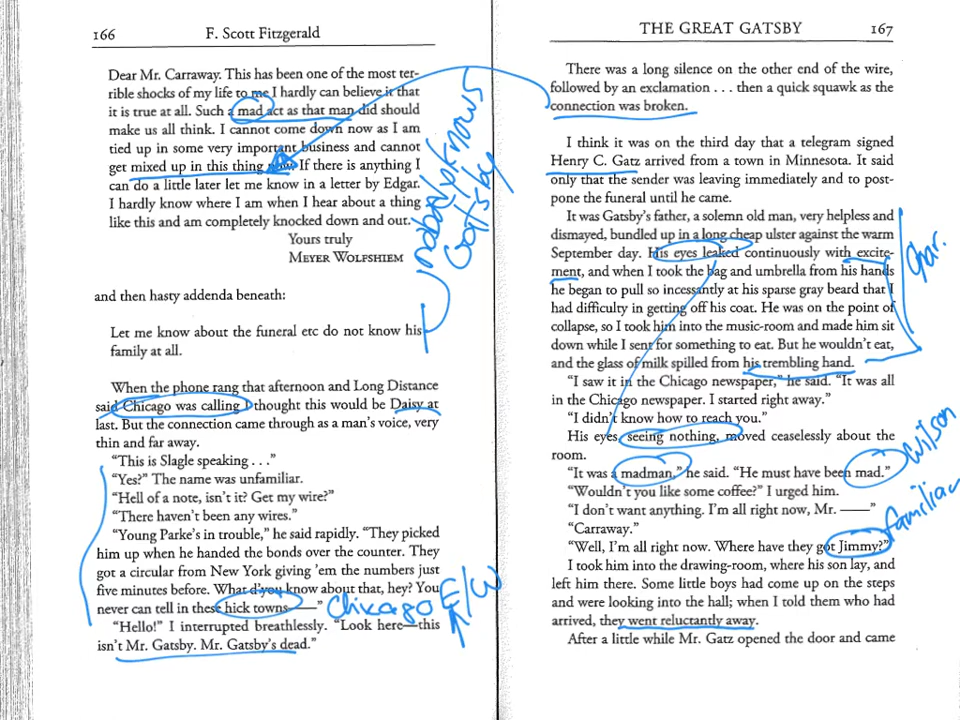 166 F. Scott Fitzgerald
Dear Mr. Carraway. This has been one of the most ter-
rible shocks of my life to me I hardly can believe it that
it is true at all. Such a mad act as that man did should
make us all think. I cannot come down now as I am
tied up in some very important business and cannot
get mixed up in this thing now. If there is anything I
can do a little later let me know in a letter by Edgar.
I hardly know where I am when I hear about a thing
like this and am completely knocked down and out.
Yours truly
MEYER WOLFSHIEM
and then hasty addenda beneath:
Let me know about the funeral etc do not know his
family at all.
nobody knows
Gatsby
When the phone rang that afternoon and Long Distance
said Chicago was calling I thought this would be Daisy at
last. But the connection came through as a man's voice, very
thin and far away.
"This is Slagle speaking . . ."
"Yes?" The name was unfamiliar.
"Hell of a note, isn't it? Get my wire?"
"There haven't been any wires."
"Young Parke's in trouble," he said rapidly. "They picked
him up when he handed the bonds over the counter. They
got a circular from New York giving 'em the numbers just
five minutes before. What d'you know about that, hey? You
never can tell in these hick towns——"
Chicago E/W
"Hello!" I interrupted breathlessly. "Look here—this
isn't Mr. Gatsby. Mr. Gatsby's dead."
THE GREAT GATSBY 167
There was a long silence on the other end of the wire,
followed by an exclamation . . . then a quick squawk as the
connection was broken.
I think it was on the third day that a telegram signed
Henry C. Gatz arrived from a town in Minnesota. It said
only that the sender was leaving immediately and to post-
pone the funeral until he came.
It was Gatsby's father, a solemn old man, very helpless and
dismayed, bundled up in a long cheap ulster against the warm
September day. His eyes leaked continuously with excite-
ment, and when I took the bag and umbrella from his hands
he began to pull so incessantly at his sparse gray beard that I
had difficulty in getting off his coat. He was on the point of
collapse, so I took him into the music-room and made him sit
down while I sent for something to eat. But he wouldn't eat,
and the glass of milk spilled from his trembling hand.
Char.
"I saw it in the Chicago newspaper," he said. "It was all
in the Chicago newspaper. I started right away."
"I didn't know how to reach you."
His eyes, seeing nothing, moved ceaselessly about the
room.
"It was a madman," he said. "He must have been mad."
Wilson
"Wouldn't you like some coffee?" I urged him.
"I don't want anything. I'm all right now, Mr. ——"
"Carraway."
"Well, I'm all right now. Where have they got Jimmy?"
familiar
I took him into the drawing-room, where his son lay, and
left him there. Some little boys had come up on the steps
and were looking into the hall; when I told them who had
arrived, they went reluctantly away.
After a little while Mr. Gatz opened the door and came